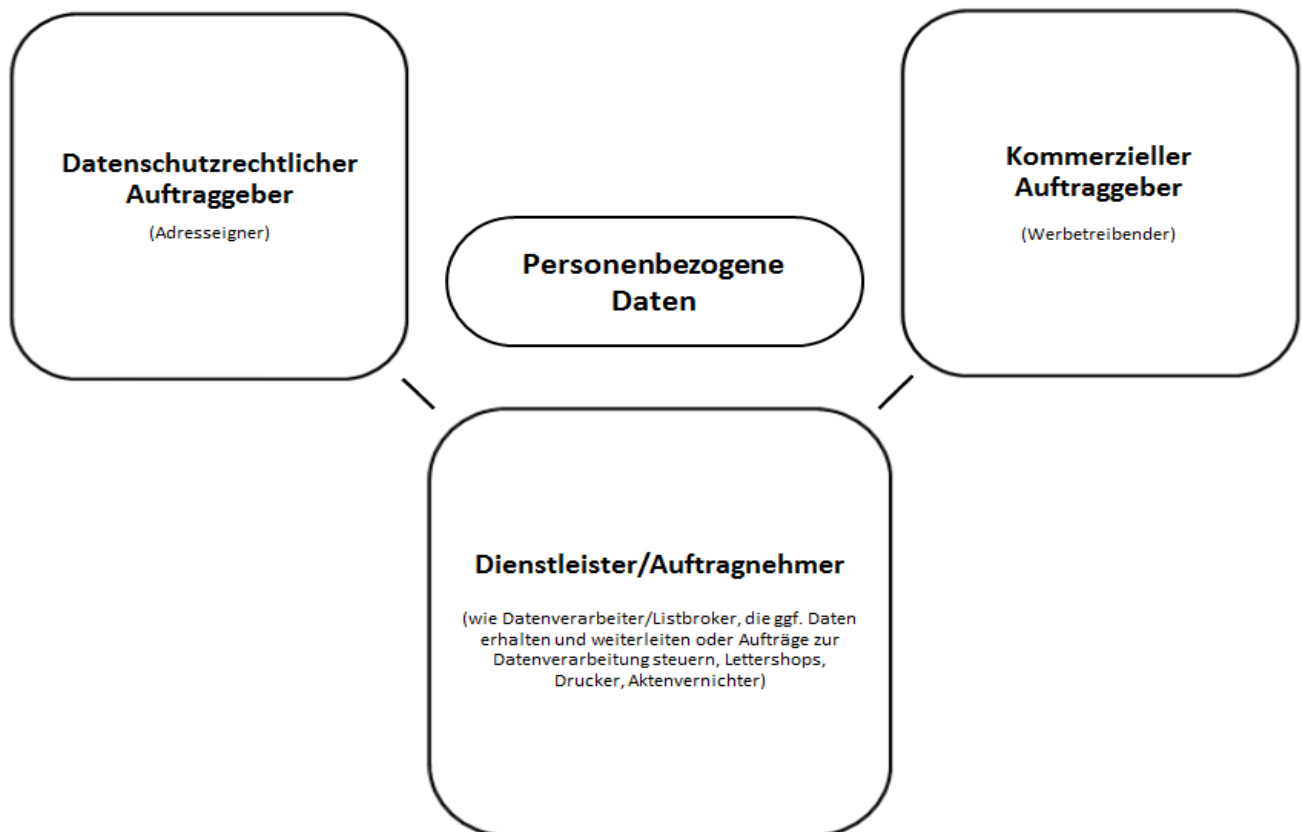 Datenschutzrechtlicher
Auftraggeber
(Adresseigner)
Kommerzieller
Auftraggeber
(Werbetreibender)
Personenbezogene
Daten
Dienstleister/Auftragnehmer
(wie Datenverarbeiter/Listbroker, die ggf. Daten
erhalten und weiterleiten oder Aufträge zur
Datenverarbeitung steuern, Lettershops,
Drucker, Aktenvernichter)